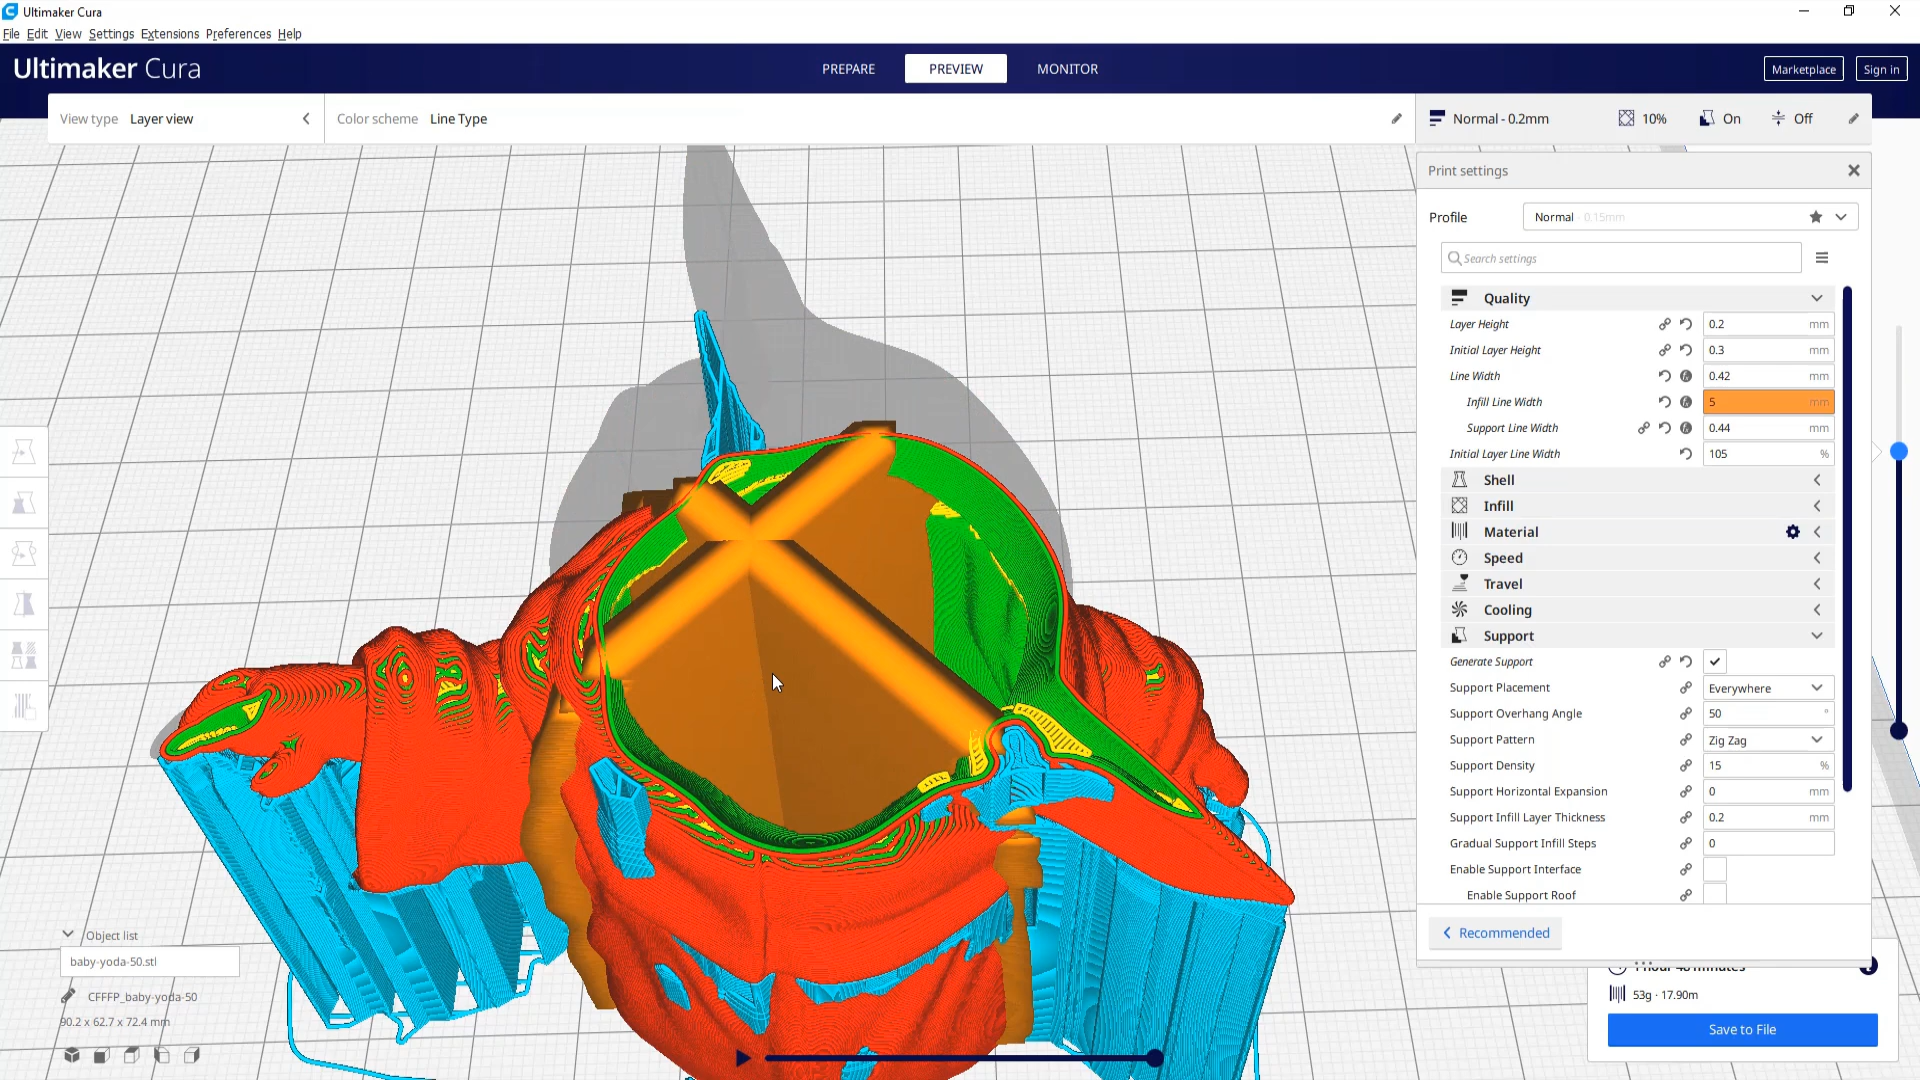 Ultimaker Cura
File Edit View Settings Extensions Preferences Help
Ultimaker Cura
PREPARE PREVIEW MONITOR
Marketplace Sign in
View type Layer view
Color scheme Line Type
Normal - 0.2mm 10% On Off
Print settings
Profile Normal 0.15mm
Search settings
Quality
Layer Height 0.2 mm
Initial Layer Height 0.3 mm
Line Width 0.42 mm
Infill Line Width 5 mm
Support Line Width 0.44 mm
Initial Layer Line Width 105 %
Shell
Infill
Material
Speed
Travel
Cooling
Support
Generate Support
Support Placement Everywhere
Support Overhang Angle 50 °
Support Pattern Zig Zag
Support Density 15 %
Support Horizontal Expansion 0 mm
Support Infill Layer Thickness 0.2 mm
Gradual Support Infill Steps 0
Enable Support Interface
Enable Support Roof
Recommended
53g · 17.90m
Save to File
Object list
baby-yoda-50.stl
CFFFP_baby-yoda-50
90.2 x 62.7 x 72.4 mm